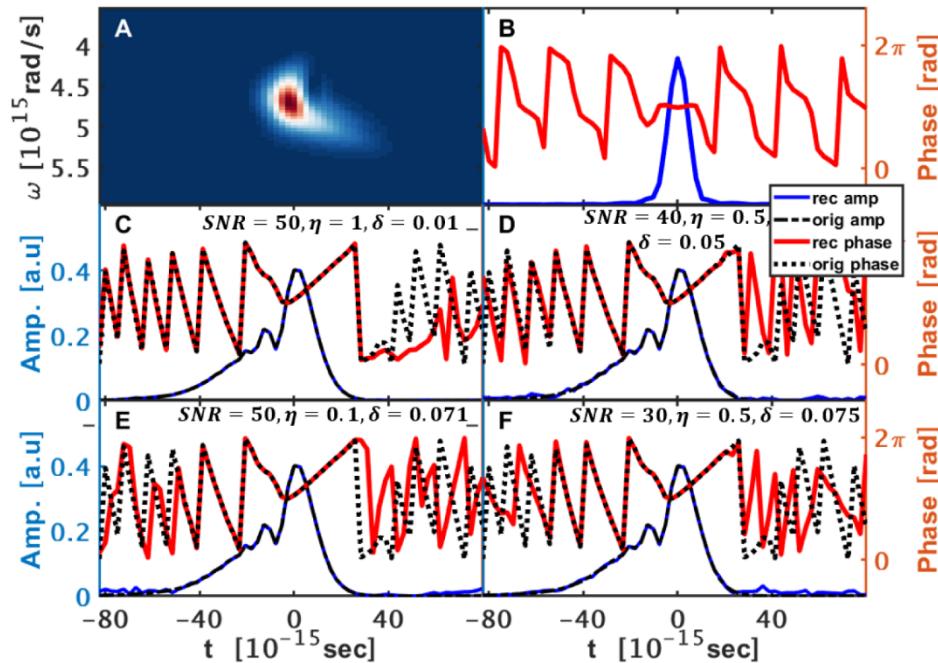 A
B
ω [10^15 rad/s]
4
4.5
5
5.5
2π
0
Phase [rad]
rec amp
orig amp
rec phase
orig phase
C
SNR = 50, η = 1, δ = 0.01
D
SNR = 40, η = 0.5,
δ = 0.05
Amp. [a.u]
0.4
0.2
0
2π
0
Phase [rad]
E
SNR = 50, η = 0.1, δ = 0.071
F
SNR = 30, η = 0.5, δ = 0.075
Amp. [a.u]
0.4
0.2
0
2π
0
Phase [rad]
−80 −40 0 40 −80 −40 0 40
t [10^−15 sec] t [10^−15 sec]